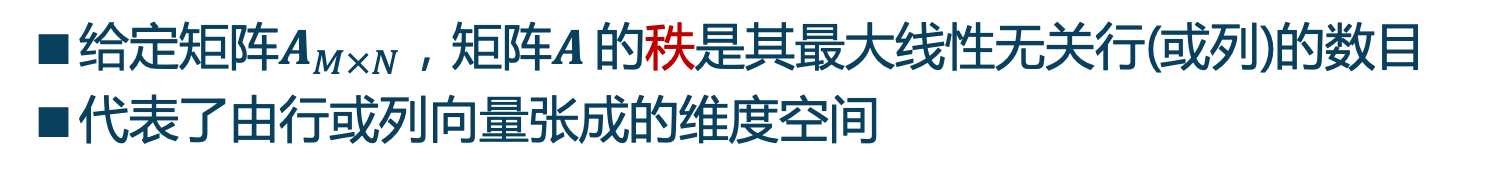 ■给定矩阵𝑨_{𝑀×𝑁}，矩阵𝑨 的秩是其最大线性无关行(或列)的数目
■代表了由行或列向量张成的维度空间